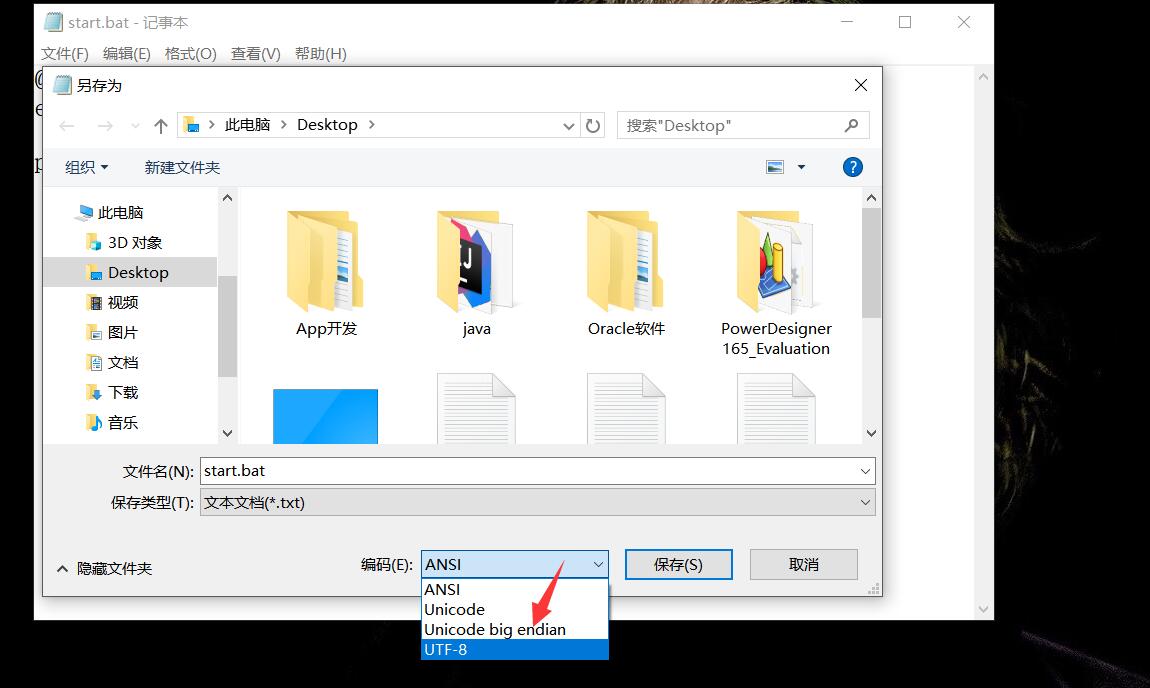 start.bat - 记事本
文件(F) 编辑(E) 格式(O) 查看(V) 帮助(H)
另存为
此电脑 Desktop
搜索"Desktop"
组织 新建文件夹
此电脑
3D 对象
Desktop
视频
图片
文档
下载
音乐
App开发
java
Oracle软件
PowerDesigner
165_Evaluation
文件名(N): start.bat
保存类型(T): 文本文档(*.txt)
隐藏文件夹
编码(E): ANSI
保存(S)
取消
ANSI
Unicode
Unicode big endian
UTF-8